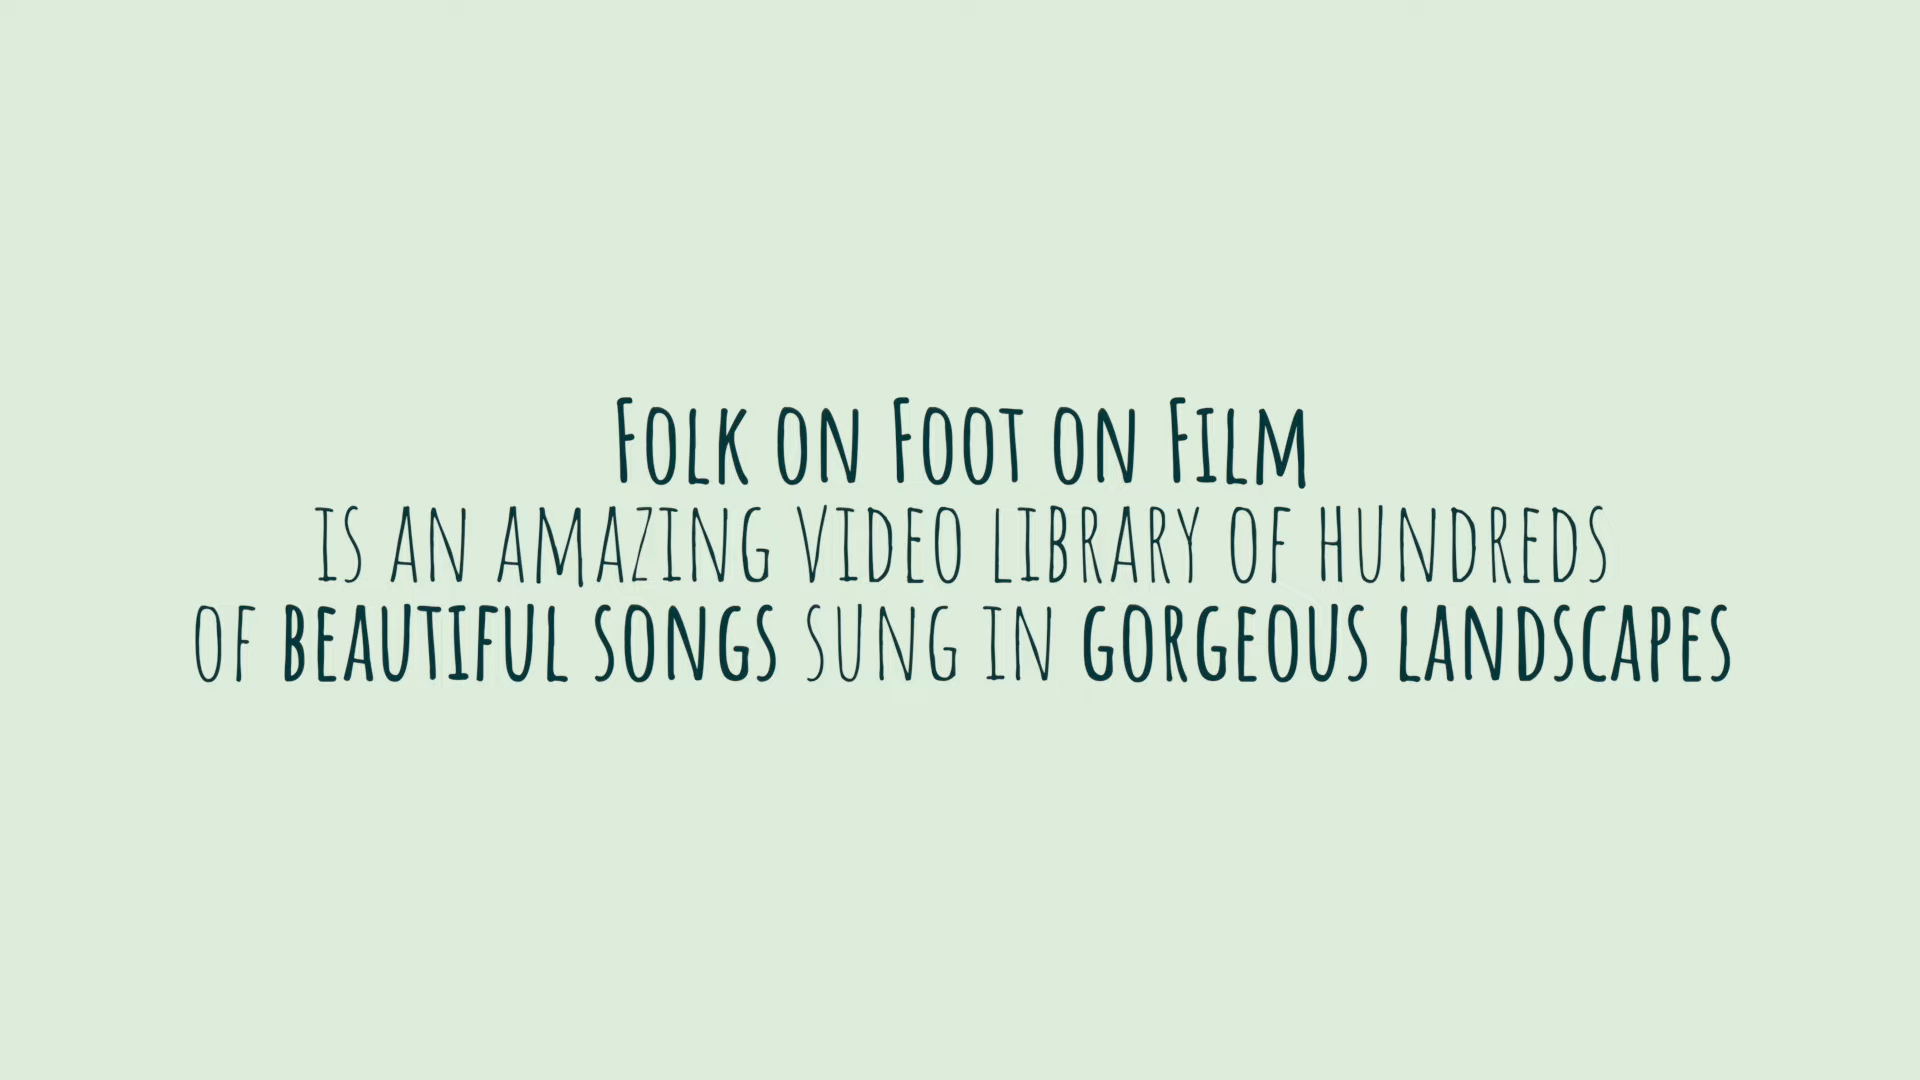 Folk on Foot on Film
is an amazing video library of hundreds
of beautiful songs sung in gorgeous landscapes